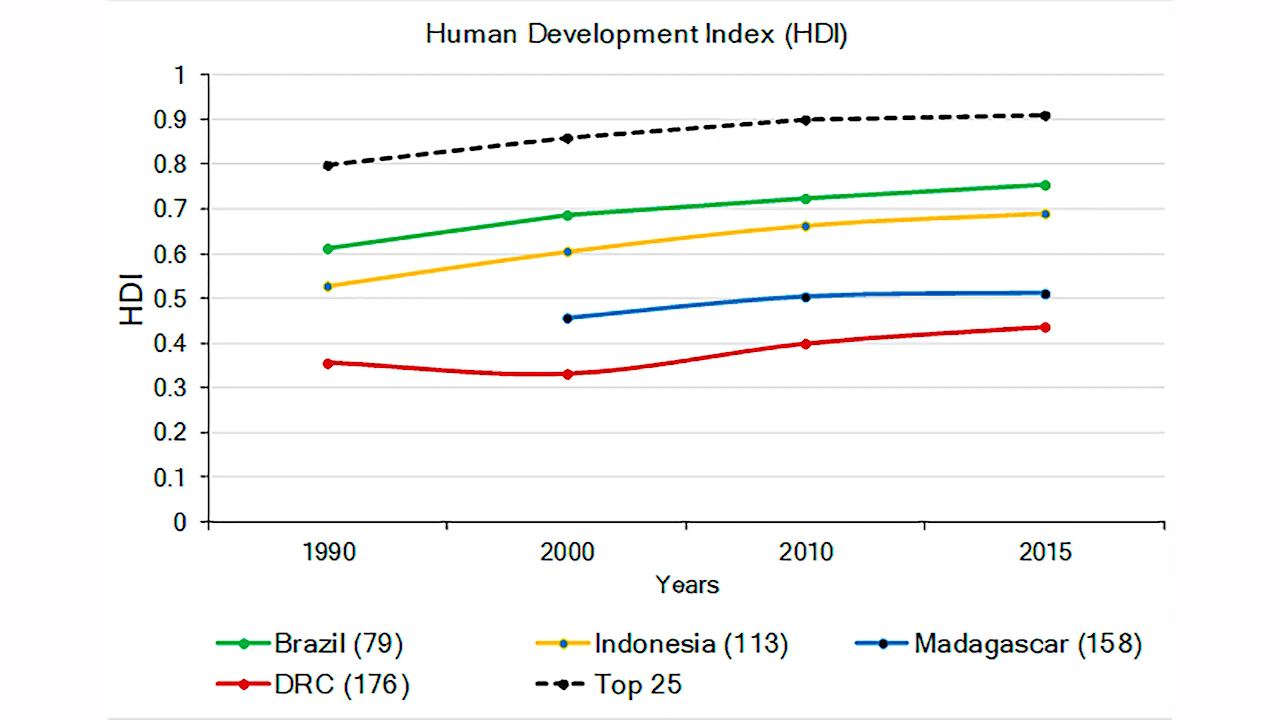 Human Development Index (HDI)
1
0.9
0.8
0.7
0.6
0.5
0.4
0.3
0.2
0.1
0
HDI
1990 2000 2010 2015
Years
Brazil (79) Indonesia (113) Madagascar (158)
DRC (176) Top 25